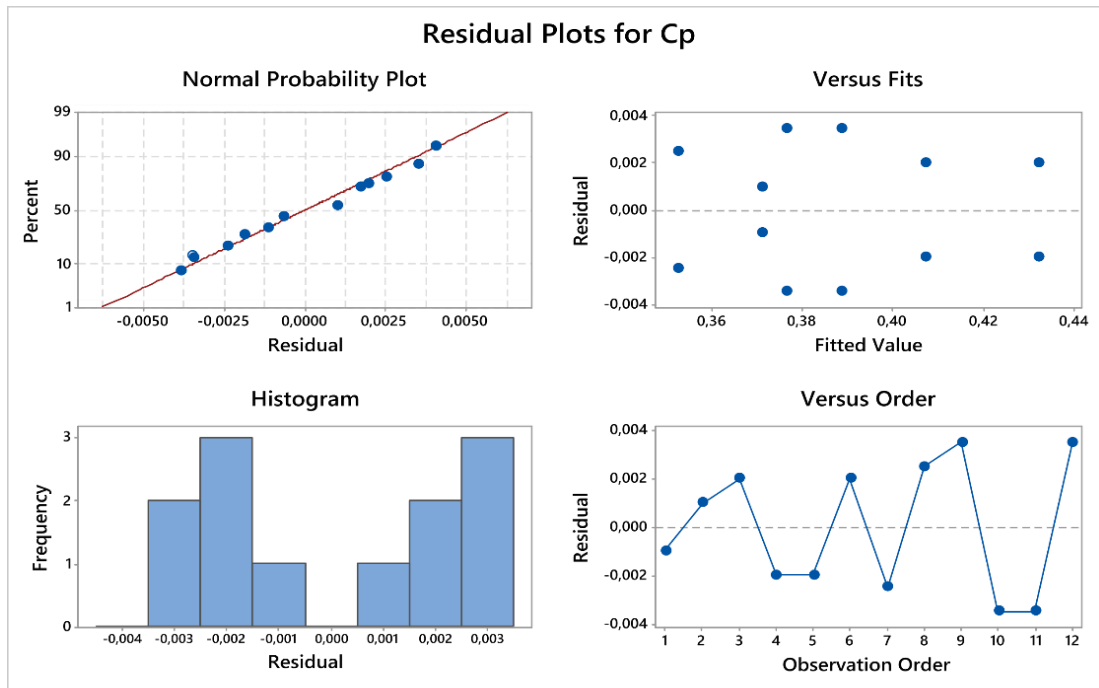 Residual Plots for Cp
Normal Probability Plot
Percent
99
90
50
10
1
-0,0050 -0,0025 0,0000 0,0025 0,0050
Residual
Versus Fits
Residual
0,004
0,002
0,000
-0,002
-0,004
0,36 0,38 0,40 0,42 0,44
Fitted Value
Histogram
Frequency
3
2
1
0
-0,004 -0,003 -0,002 -0,001 0,000 0,001 0,002 0,003
Residual
Versus Order
Residual
0,004
0,002
0,000
-0,002
-0,004
1 2 3 4 5 6 7 8 9 10 11 12
Observation Order